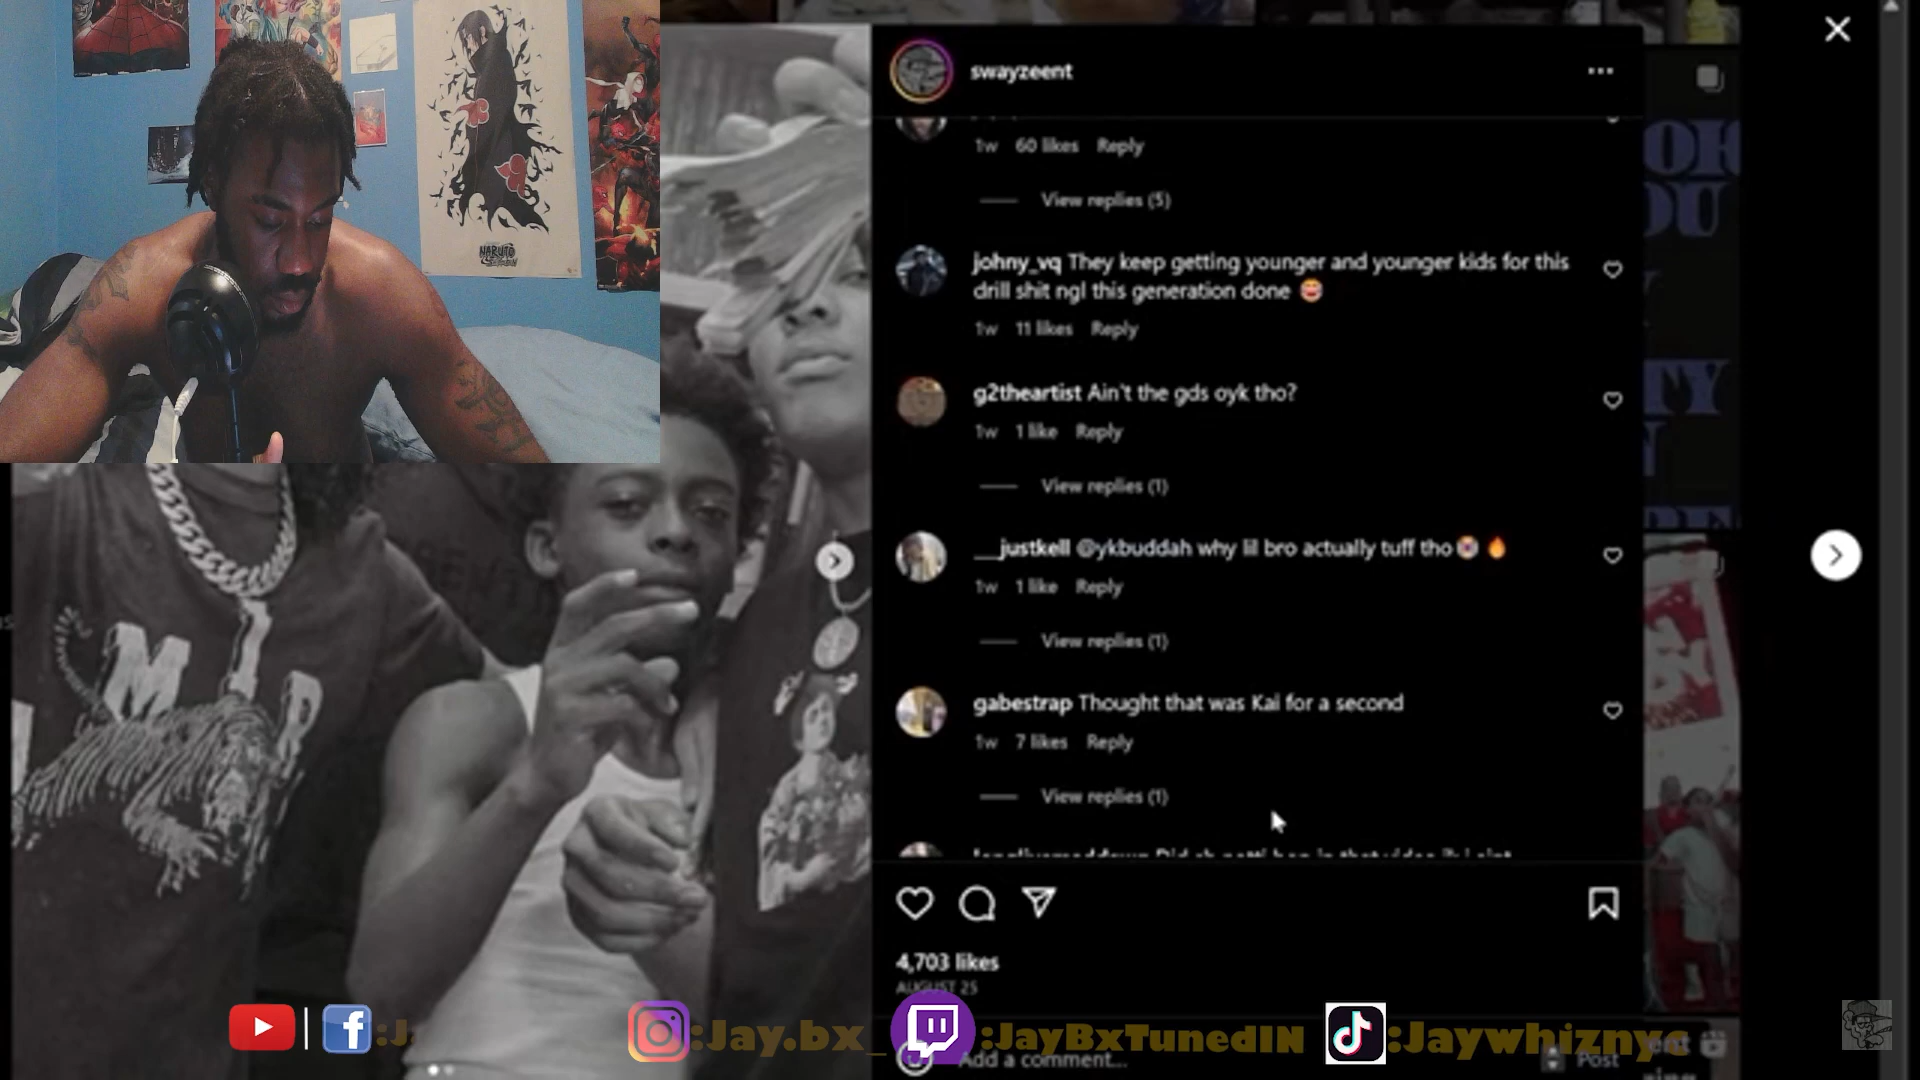 swayzeent
1w 60 likes Reply
View replies (5)
johny_vq They keep getting younger and younger kids for this
drill shit ngl this generation done 😁
1w 11 likes Reply
g2theartist Ain't the gds oyk tho?
1w 1 like Reply
View replies (1)
__justkell @ykbuddah why lil bro actually tuff tho 🔥
1w 1 like Reply
View replies (1)
gabestrap Thought that was Kai for a second
1w 7 likes Reply
View replies (1)
4,703 likes
AUGUST 25
Add a comment...
Post
NARUTO
:Jay.bx_
:JayBxTunedIN
:Jaywhiznyc